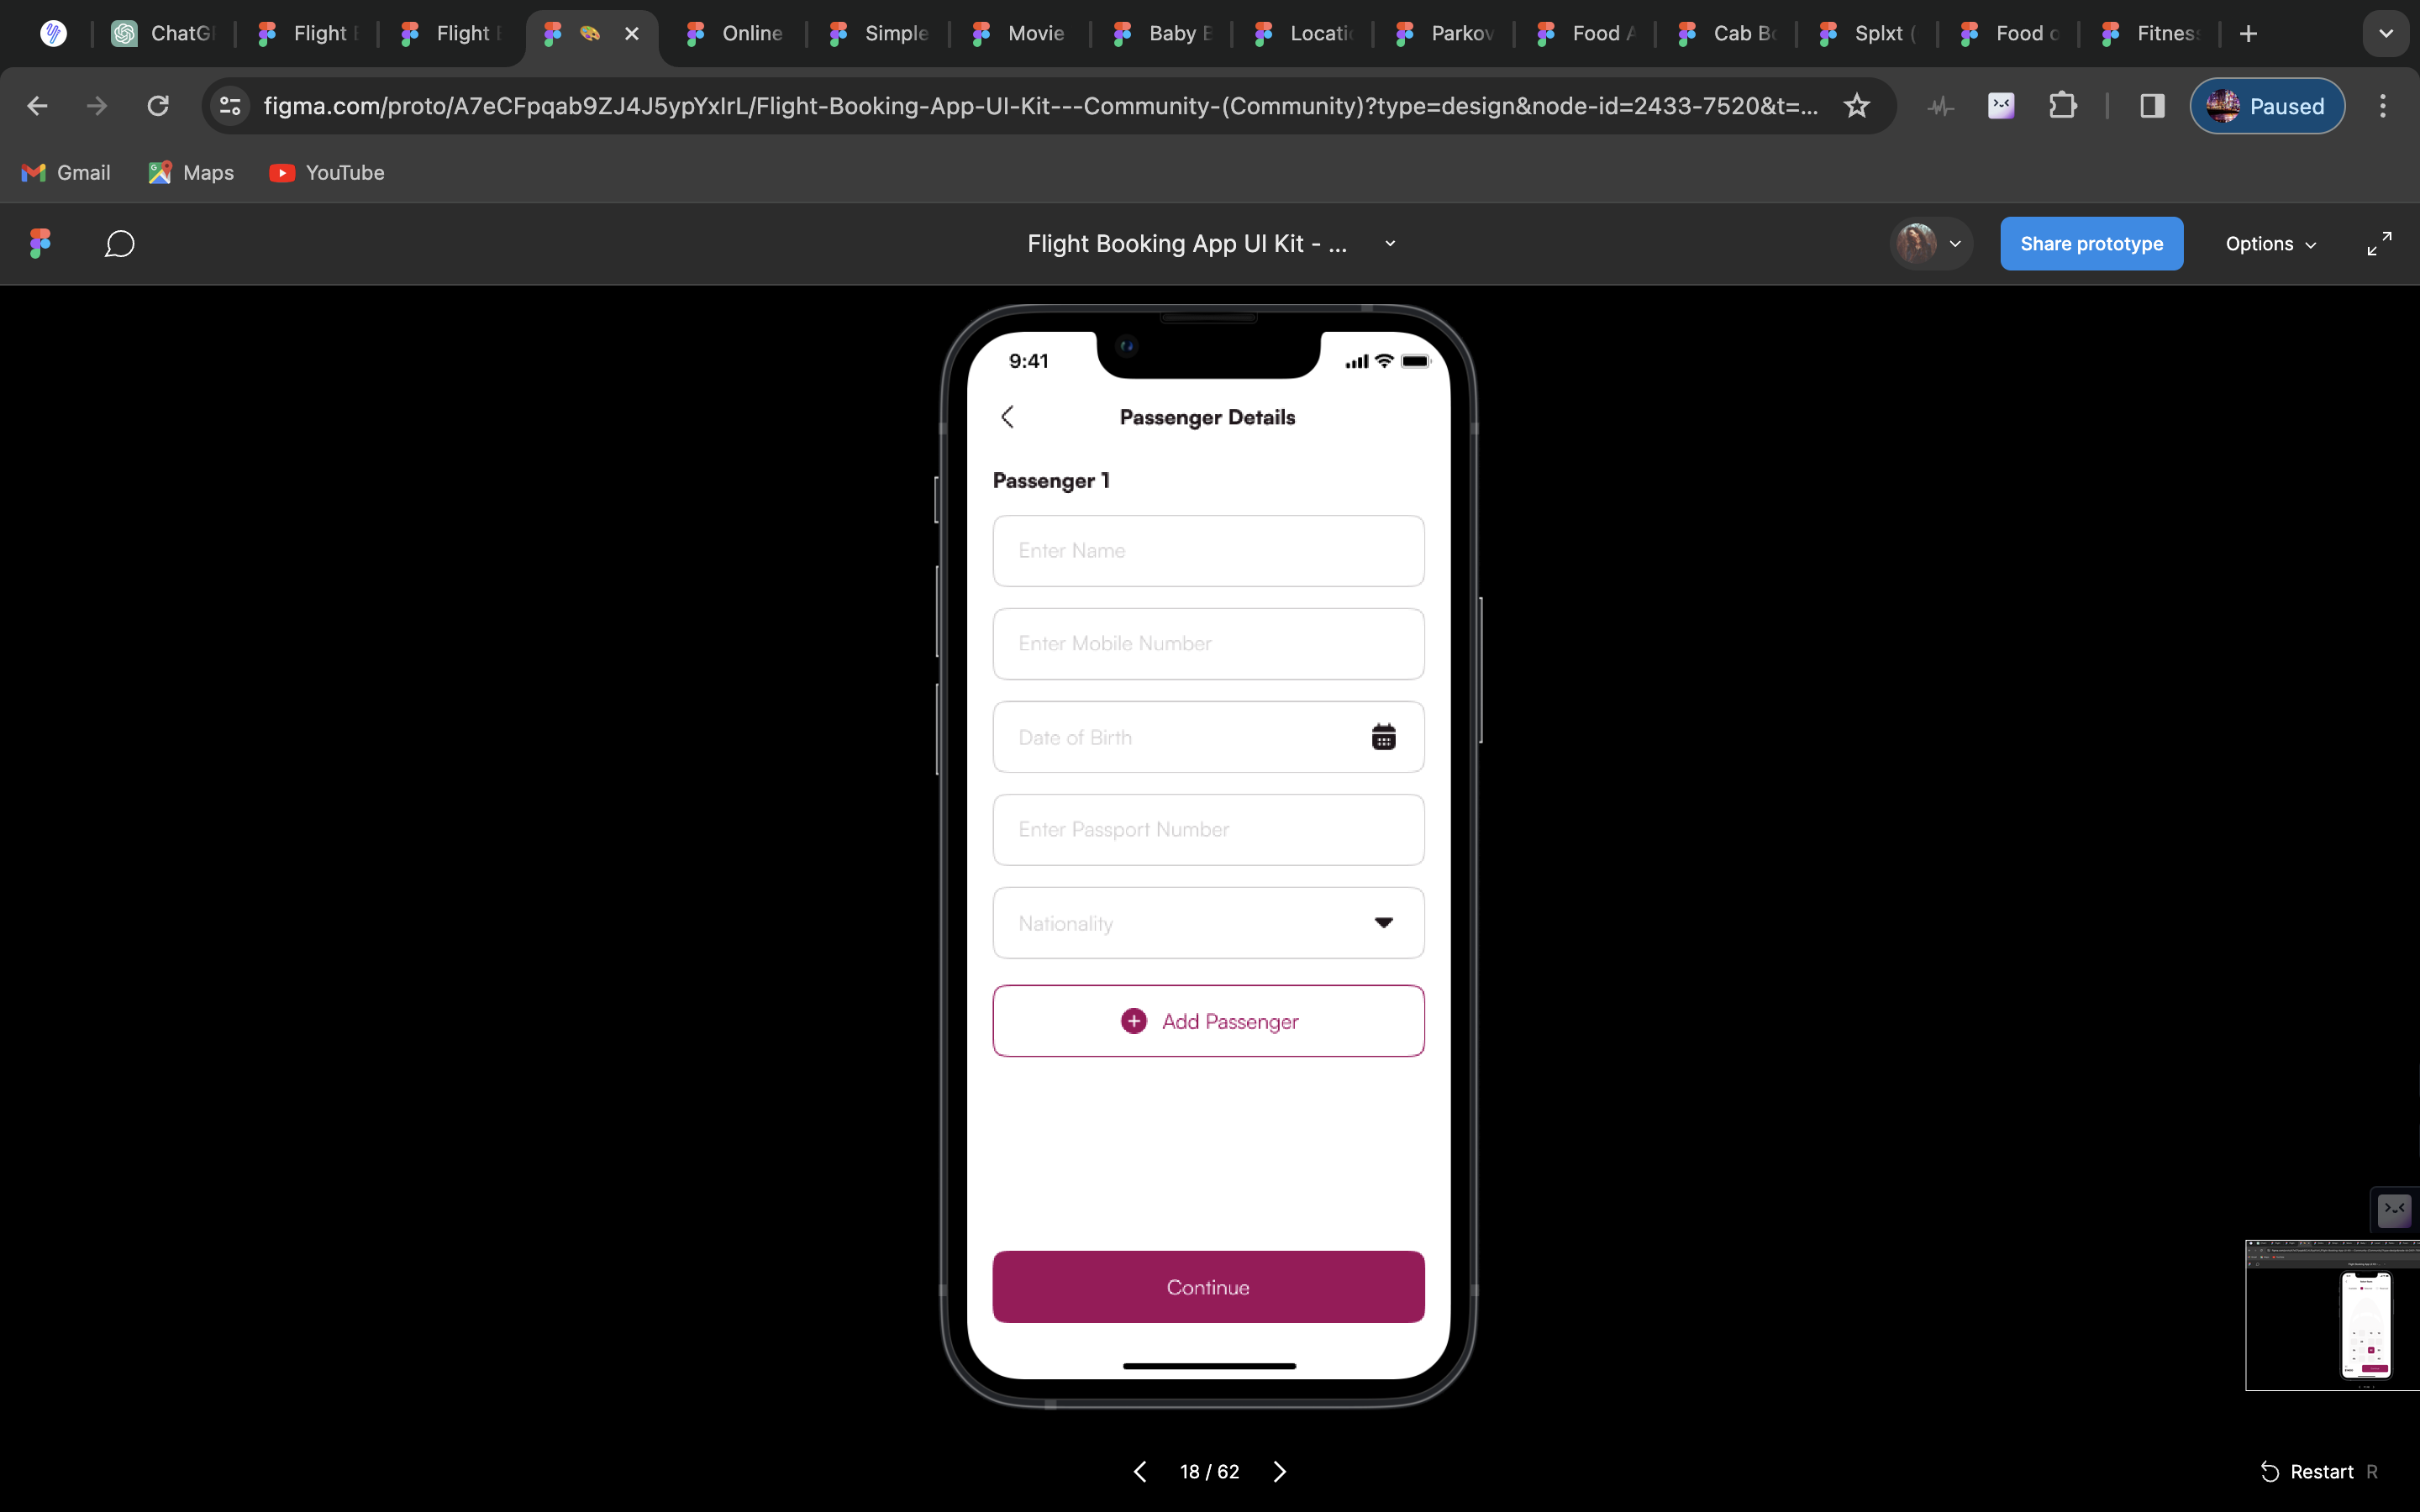 ChatG
Flight
Flight
Online
Simple
Movie
Baby
Locati
Parkov
Food
Cab Bo
Splxt (
Food o
Fitness
figma.com/proto/A7eCFpqab9ZJ4J5ypYxIrL/Flight-Booking-App-UI-Kit---Community-(Community)?type=design&node-id=2433-7520&t=...
Paused
Gmail
Maps
YouTube
Flight Booking App UI Kit - ...
Share prototype
Options
9:41
Passenger Details
Passenger 1
Enter Name
Enter Mobile Number
Date of Birth
Enter Passport Number
Nationality
Add Passenger
Continue
18 / 62
Restart R